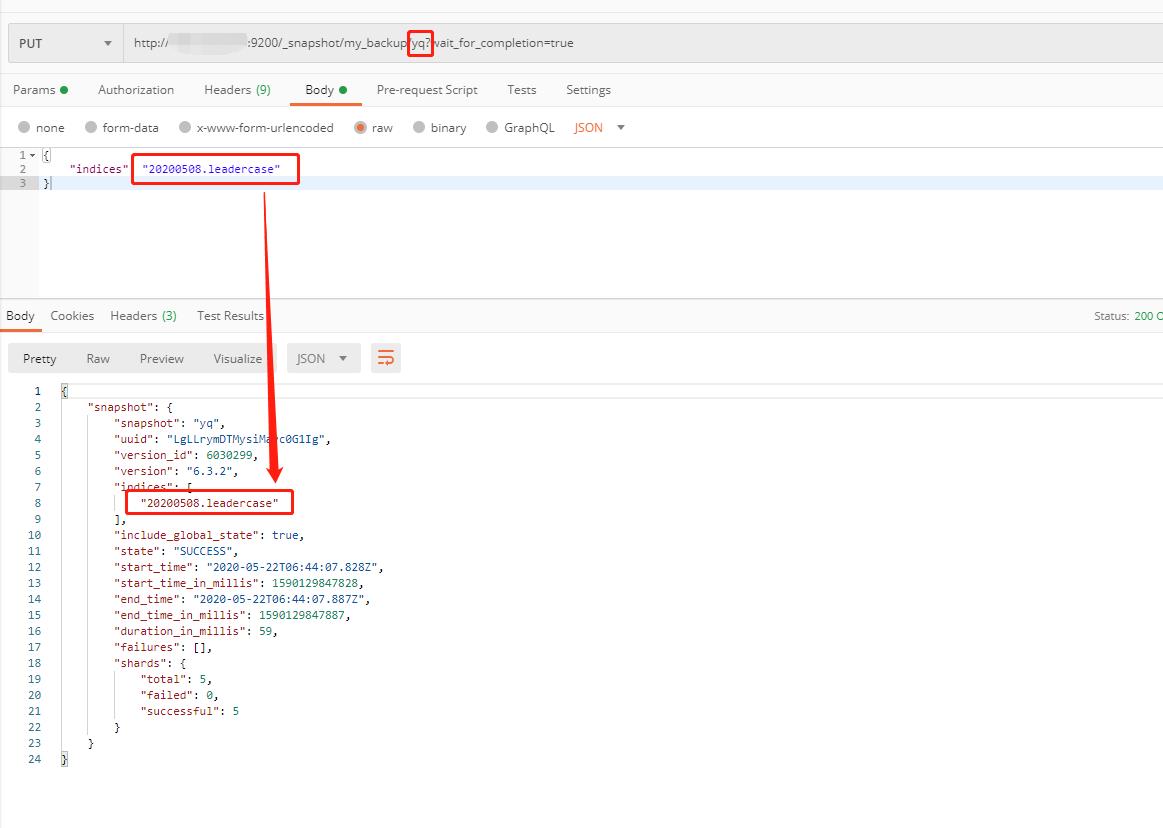 PUT http://:9200/_snapshot/my_backup/yq?wait_for_completion=true
Params Authorization Headers (9) Body Pre-request Script Tests Settings
none form-data x-www-form-urlencoded raw binary GraphQL JSON
1 {
2 "indices" "20200508.leadercase"
3 }
Body Cookies Headers (3) Test Results Status: 200 O
Pretty Raw Preview Visualize JSON
1 {
2 "snapshot": {
3 "snapshot": "yq",
4 "uuid":
5 "version_id": 6030299,
6 "version": "6.3.2",
7 "indices": [
8 "20200508.leadercase"
9 ],
10 "include_global_state": true,
11 "state": "SUCCESS",
12 "start_time": "2020-05-22T06:44:07.828Z",
13 "start_time_in_millis": 1590129847828,
14 "end_time": "2020-05-22T06:44:07.887Z",
15 "end_time_in_millis": 1590129847887,
16 "duration_in_millis": 59,
17 "failures": [],
18 "shards": {
19 "total": 5,
20 "failed": 0,
21 "successful": 5
22 }
23 }
24 }